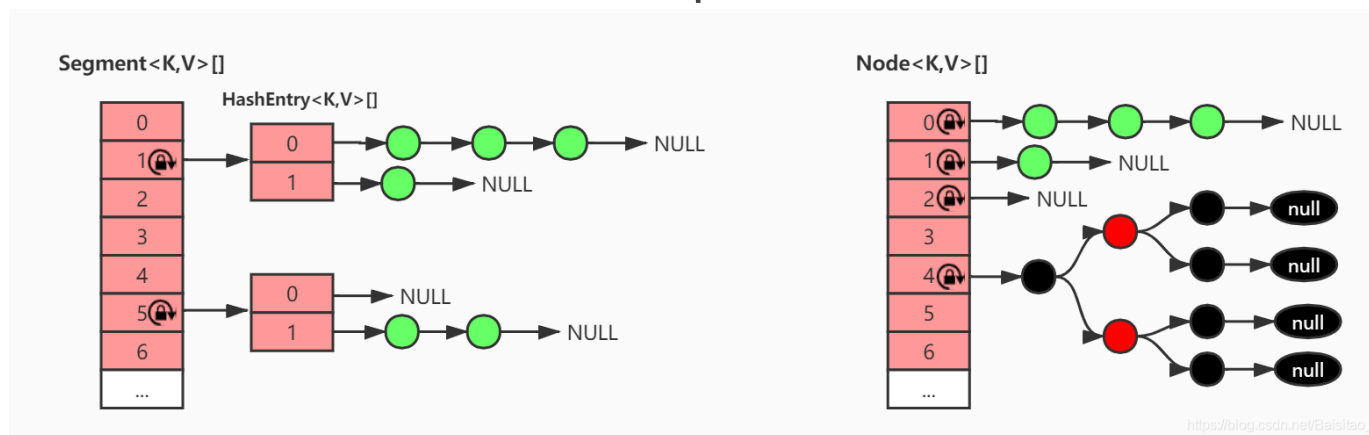 Segment<K,V>[]
HashEntry<K,V>[]
0
1
2
3
4
5
6
...
0
1
NULL
NULL
0
1
NULL
NULL
Node<K,V>[]
0
1
2
3
4
5
6
...
NULL
NULL
NULL
null
null
null
null
https://blog.csdn.net/Baisitao_